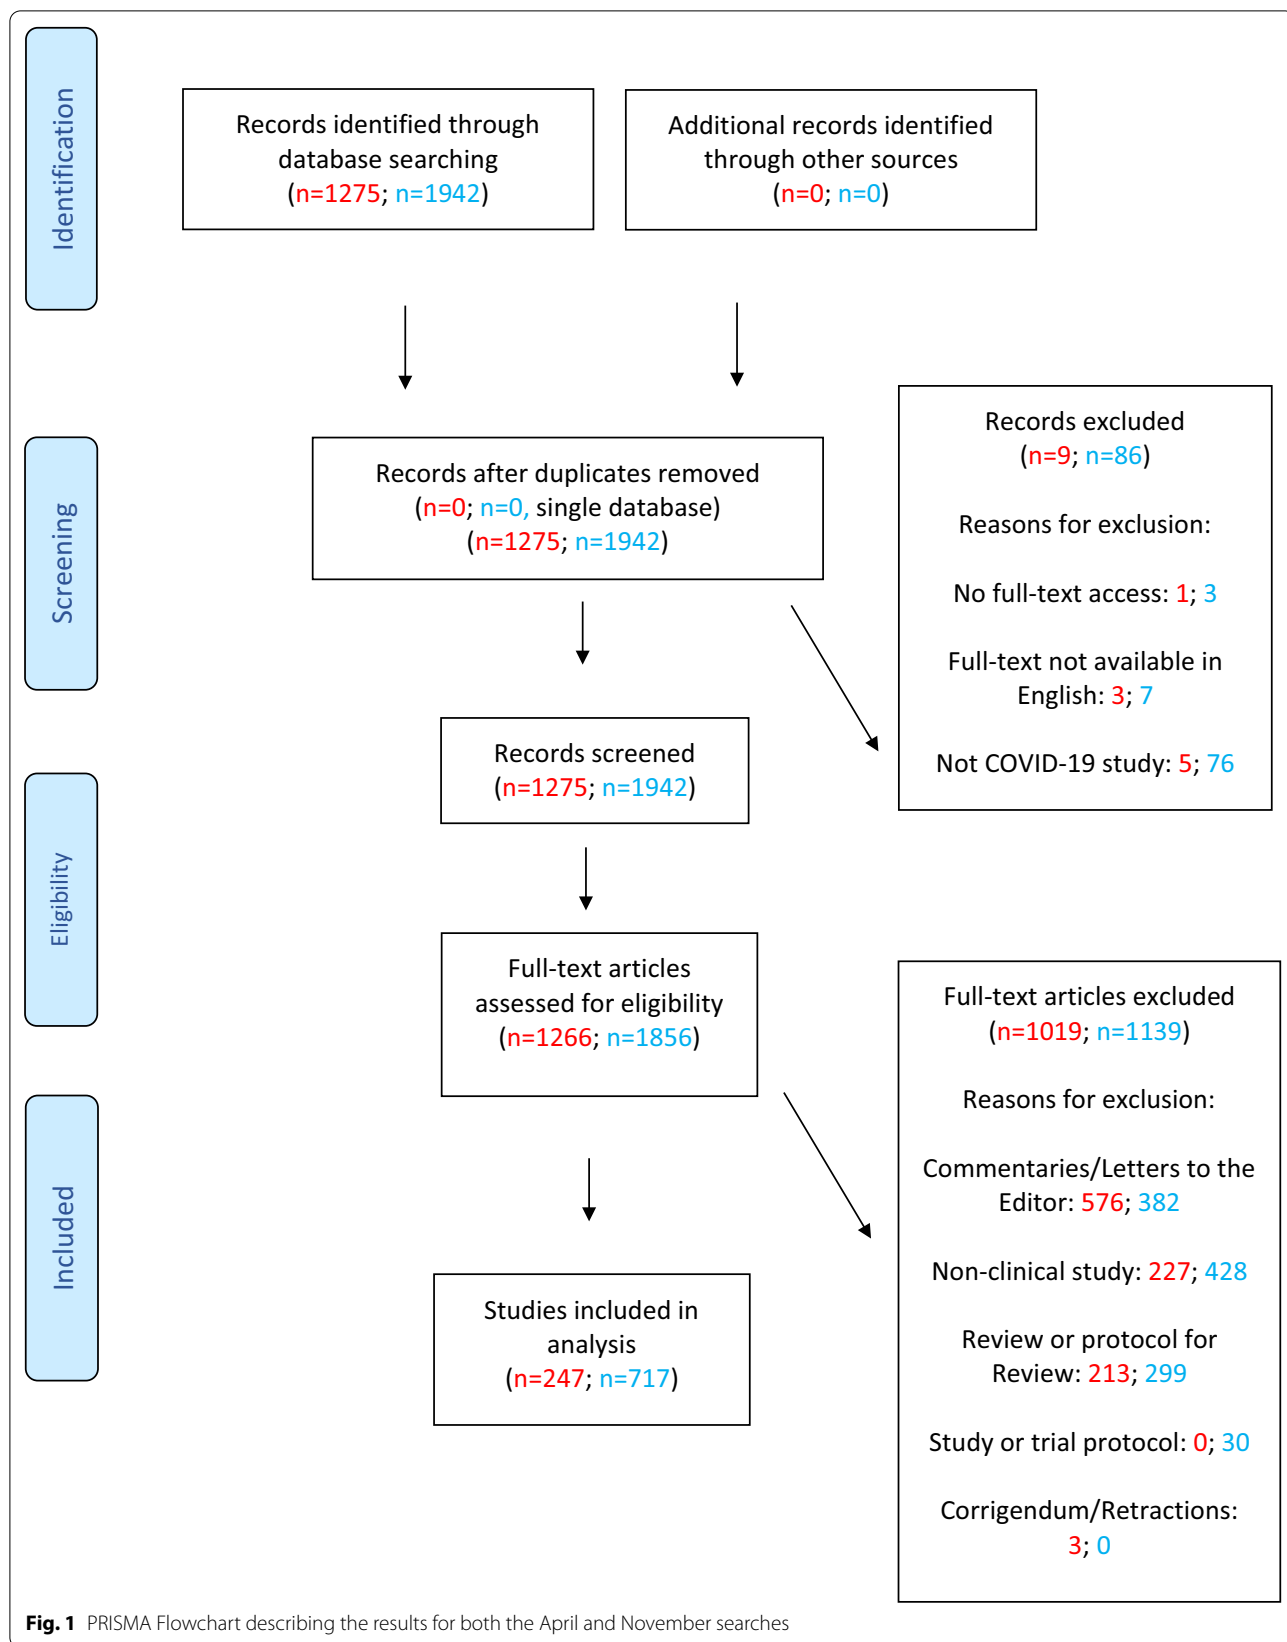 Identification
Records identified through
database searching
(n=1275; n=1942)
Additional records identified
through other sources
(n=0; n=0)
Screening
Records after duplicates removed
(n=0; n=0, single database)
(n=1275; n=1942)
Records excluded
(n=9; n=86)
Reasons for exclusion:
No full-text access: 1; 3
Full-text not available in
English: 3; 7
Not COVID-19 study: 5; 76
Records screened
(n=1275; n=1942)
Eligibility
Full-text articles
assessed for eligibility
(n=1266; n=1856)
Full-text articles excluded
(n=1019; n=1139)
Reasons for exclusion:
Commentaries/Letters to the
Editor: 576; 382
Non-clinical study: 227; 428
Review or protocol for
Review: 213; 299
Study or trial protocol: 0; 30
Corrigendum/Retractions:
3; 0
Included
Studies included in
analysis
(n=247; n=717)
Fig. 1 PRISMA Flowchart describing the results for both the April and November searches